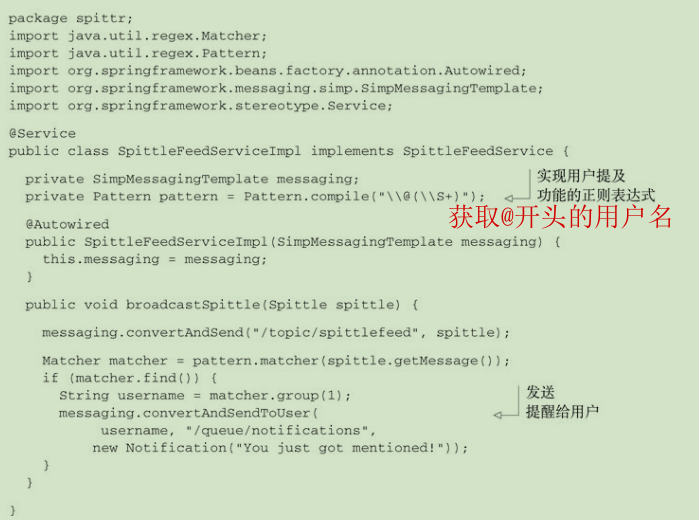 package spittr;
import java.util.regex.Matcher;
import java.util.regex.Pattern;
import org.springframework.beans.factory.annotation.Autowired;
import org.springframework.messaging.simp.SimpMessagingTemplate;
import org.springframework.stereotype.Service;
@Service
public class SpittleFeedServiceImpl implements SpittleFeedService {
private SimpMessagingTemplate messaging;
private Pattern pattern = Pattern.compile("\\@(\\S+)");
实现用户提及
功能的正则表达式
获取@开头的用户名
@Autowired
public SpittleFeedServiceImpl(SimpMessagingTemplate messaging) {
this.messaging = messaging;
}
public void broadcastSpittle(Spittle spittle) {
messaging.convertAndSend("/topic/spittlefeed", spittle);
Matcher matcher = pattern.matcher(spittle.getMessage());
if (matcher.find()) {
String username = matcher.group(1);
messaging.convertAndSendToUser(
username, "/queue/notifications",
new Notification("You just got mentioned!"));
发送
提醒给用户
}
}
}